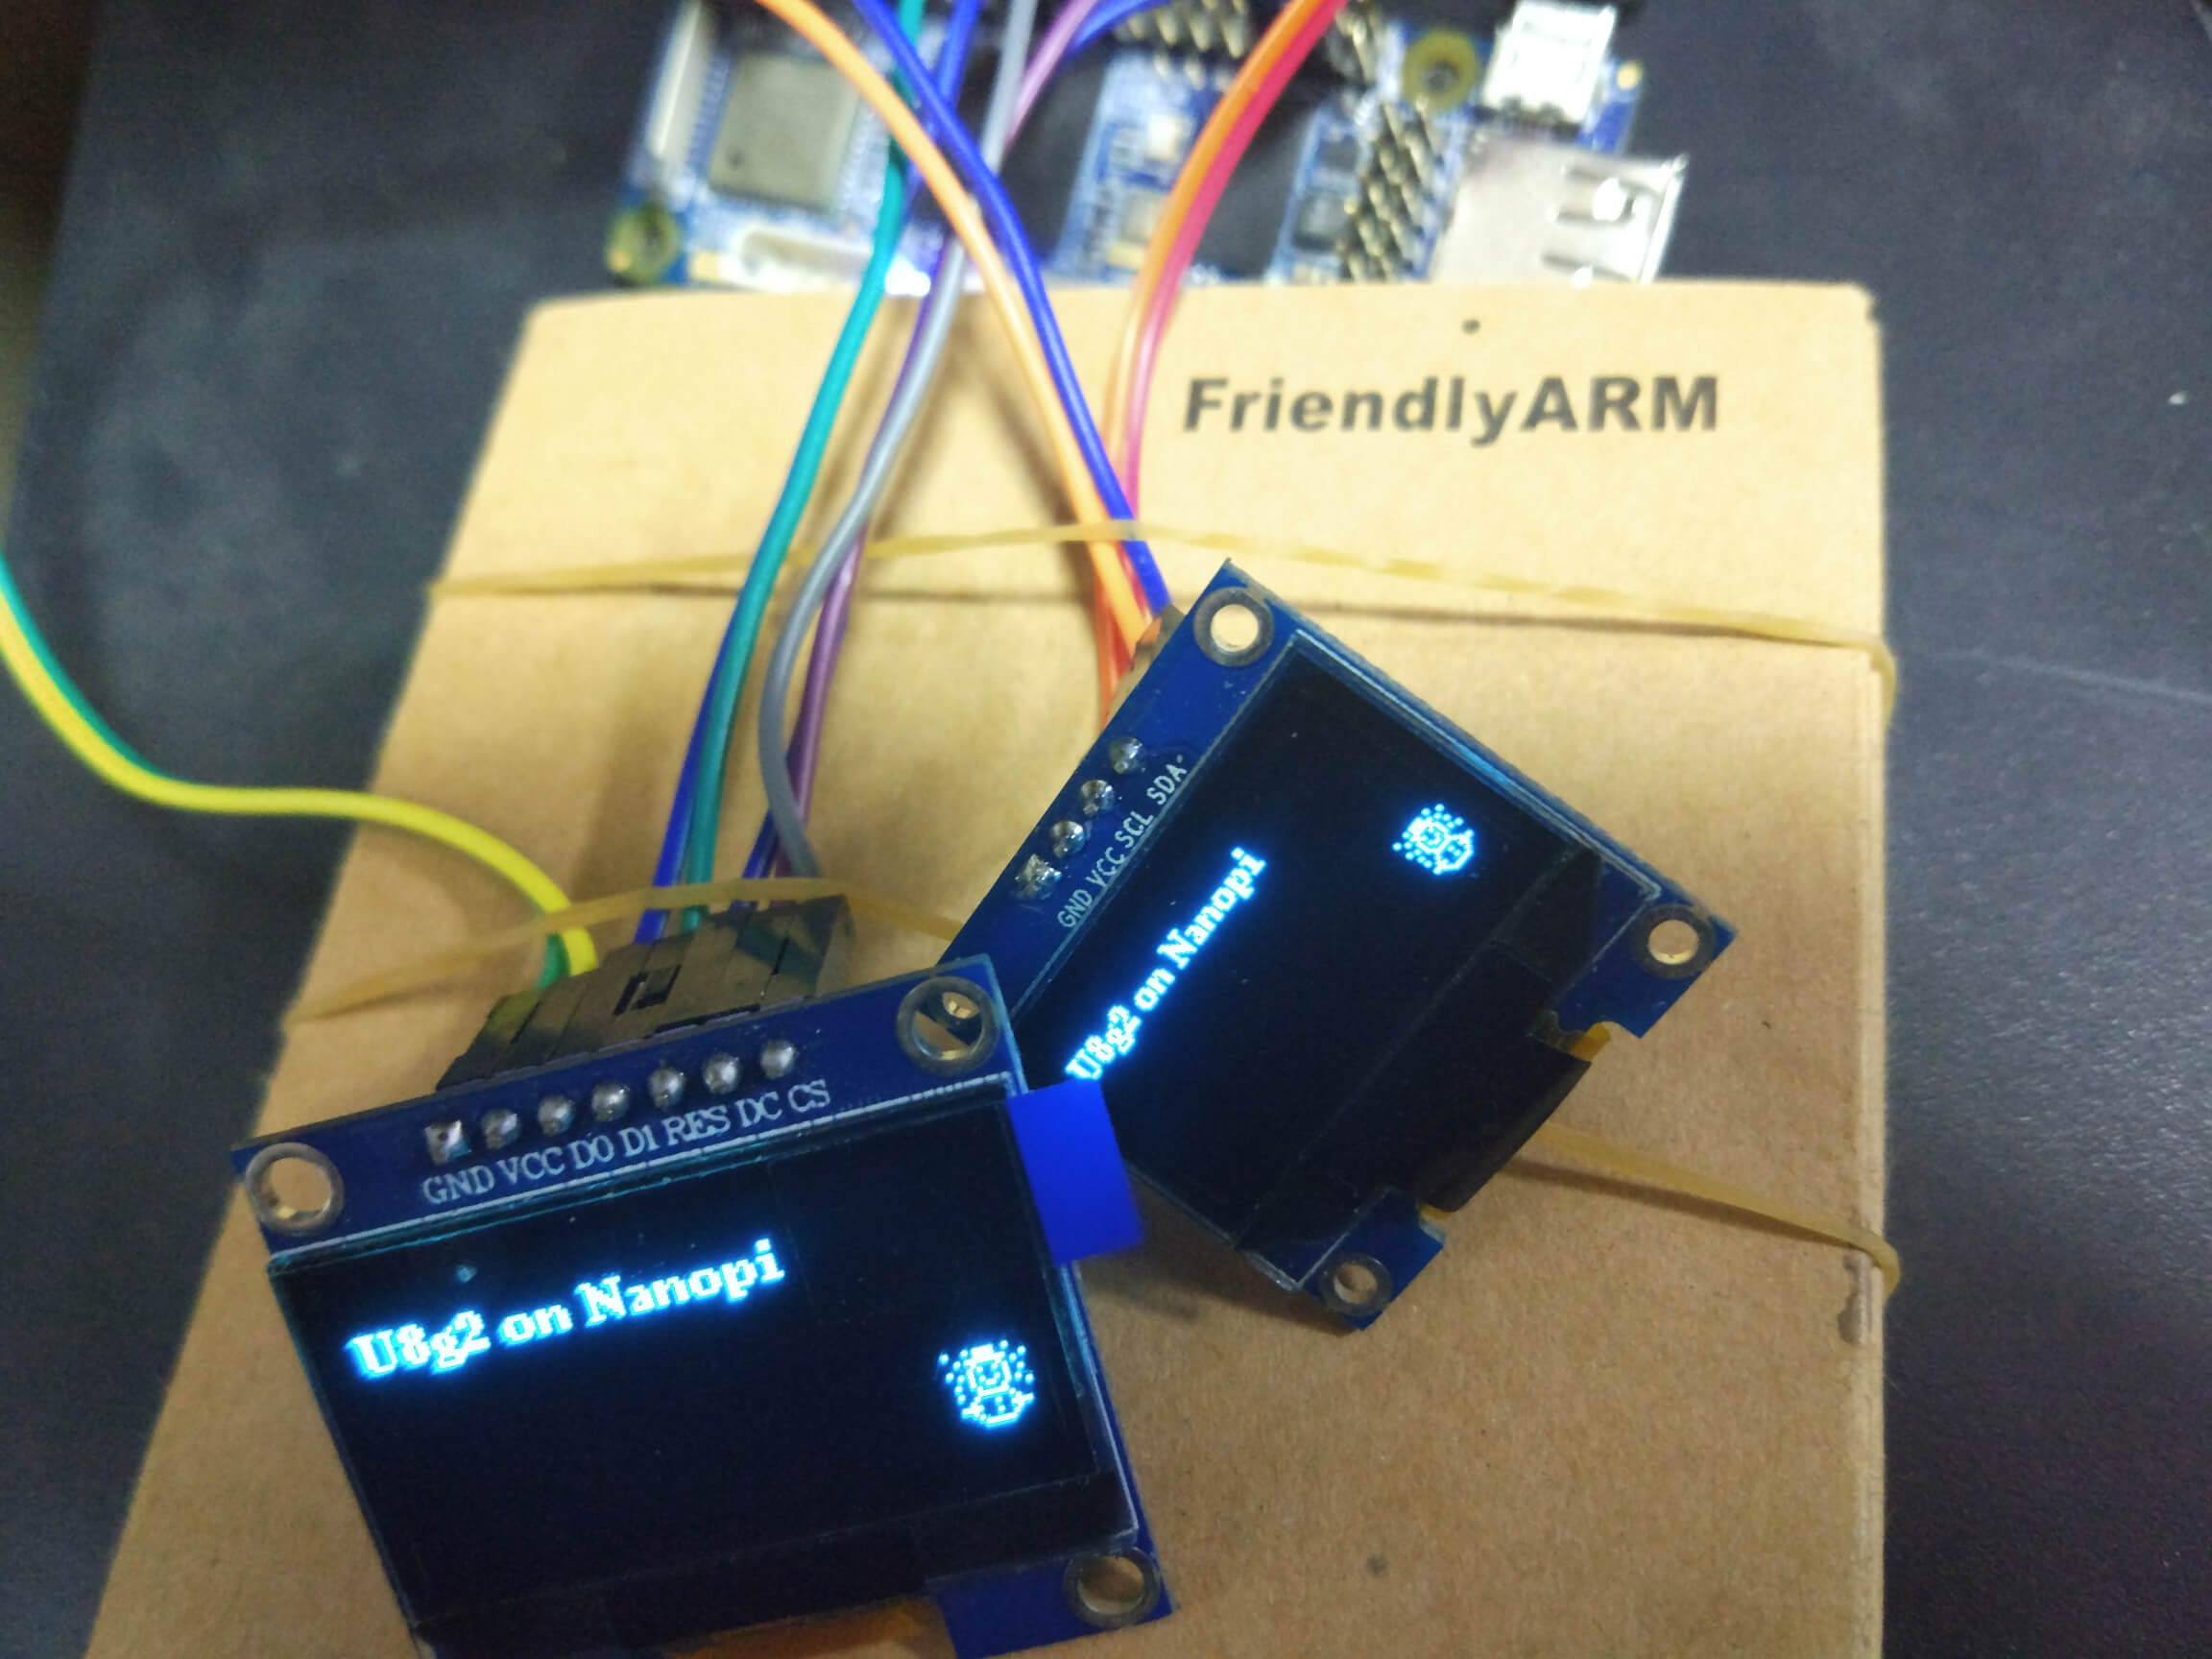 FriendlyARM
GND VCC SCL SDA
U8g2 on Nanopi
GND VCC D0 D1 RES DC CS
U8g2 on Nanopi